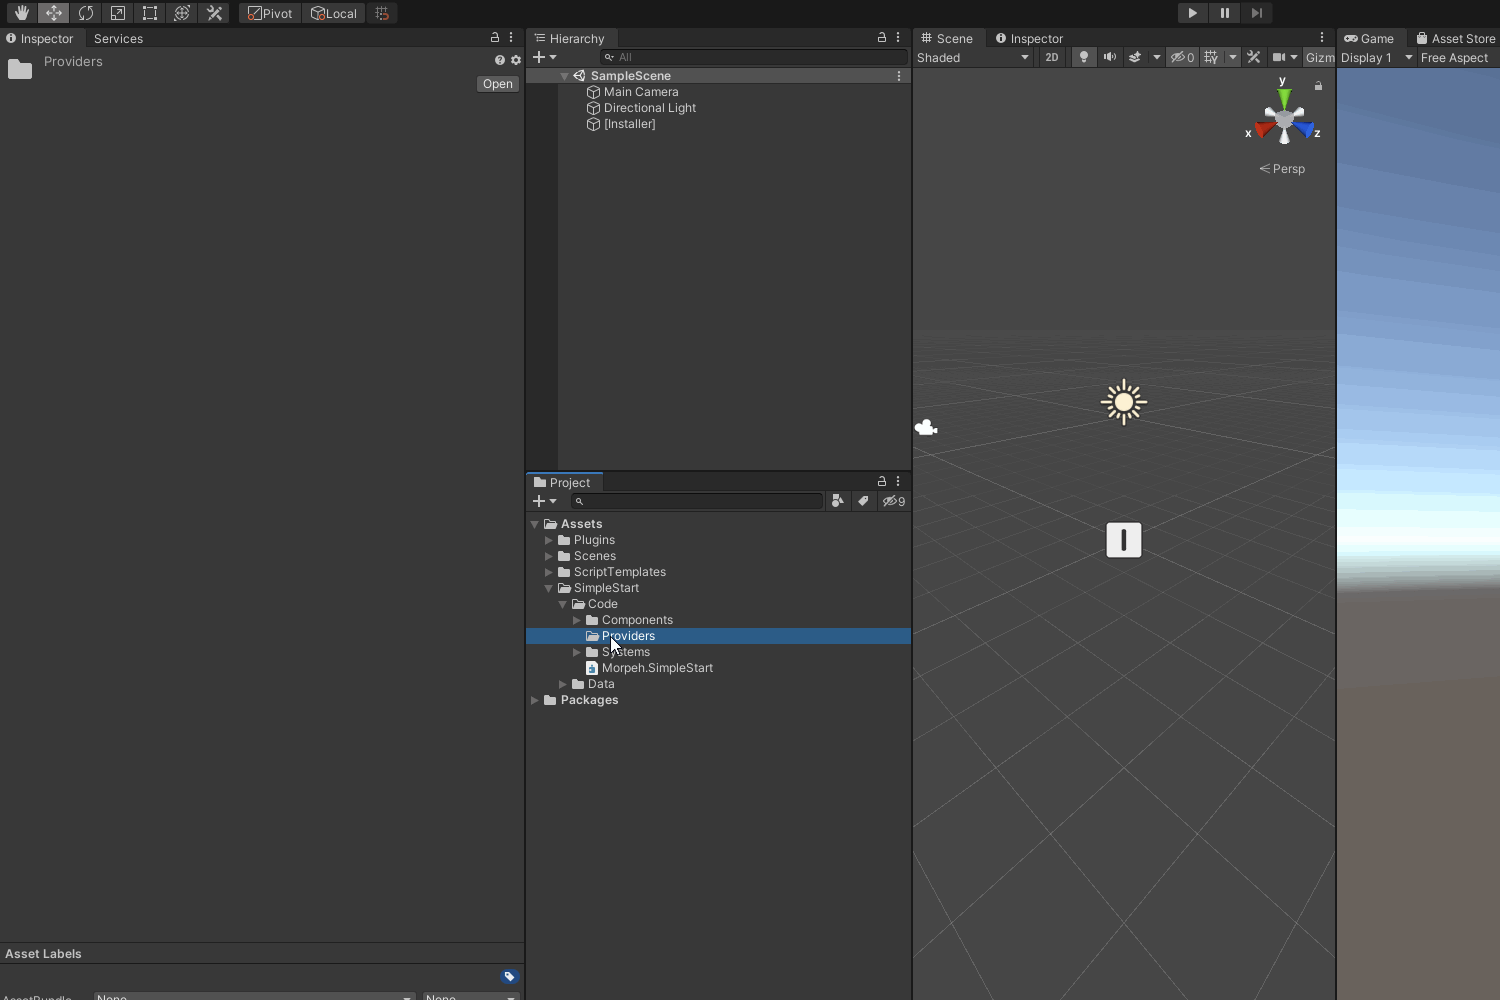 Pivot
Local
Inspector
Services
Providers
Open
Asset Labels
AssetBundle
None
None
Hierarchy
All
SampleScene
Main Camera
Directional Light
[Installer]
Project
9
Assets
Plugins
Scenes
ScriptTemplates
SimpleStart
Code
Components
Providers
Systems
Morpeh.SimpleStart
Data
Packages
Scene
Inspector
Shaded
2D
0
Gizm
y
x
z
Persp
I
Game
Asset Store
Display 1
Free Aspect